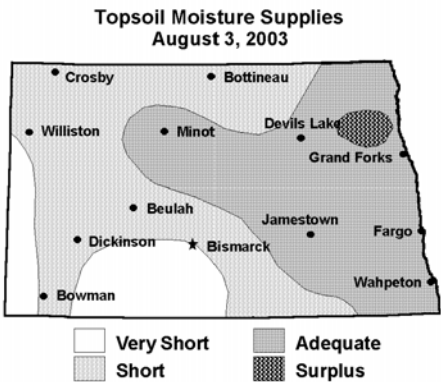 Topsoil Moisture Supplies
August 3, 2003
Crosby
Bottineau
Williston
Minot
Devils Lake
Grand Forks
Beulah
Jamestown
Fargo
Dickinson
Bismarck
Wahpeton
Bowman
Very Short
Adequate
Short
Surplus